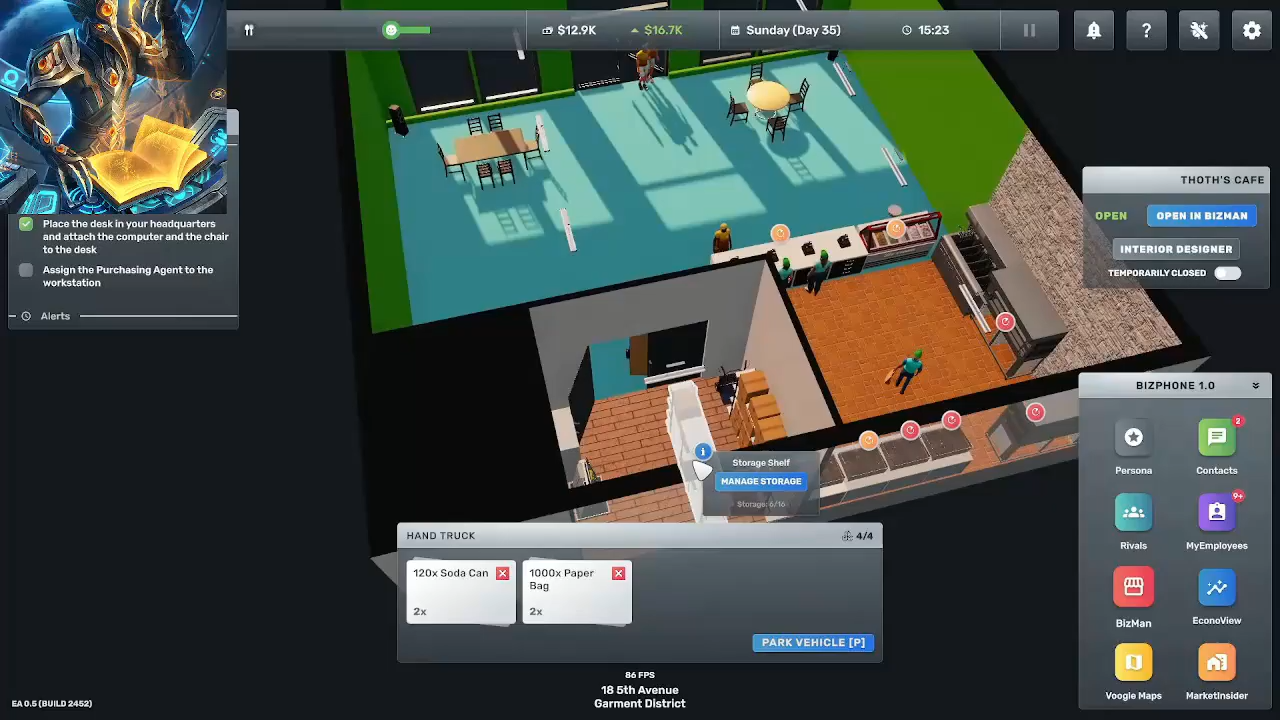 $12.9K
$16.7K
Sunday (Day 35)
15:23
?
Place the desk in your headquarters
and attach the computer and the chair
to the desk
Assign the Purchasing Agent to the
workstation
Alerts
THOTH'S CAFE
OPEN
OPEN IN BIZMAN
INTERIOR DESIGNER
TEMPORARILY CLOSED
BIZPHONE 1.0
2
Persona
Contacts
9+
Rivals
MyEmployees
BizMan
EconoView
Voogle Maps
MarketInsider
Storage Shelf
MANAGE STORAGE
Storage: 6/16
HAND TRUCK
4/4
120x Soda Can
2x
1000x Paper
Bag
2x
PARK VEHICLE [P]
86 FPS
18 5th Avenue
Garment District
EA 0.5 (BUILD 2452)